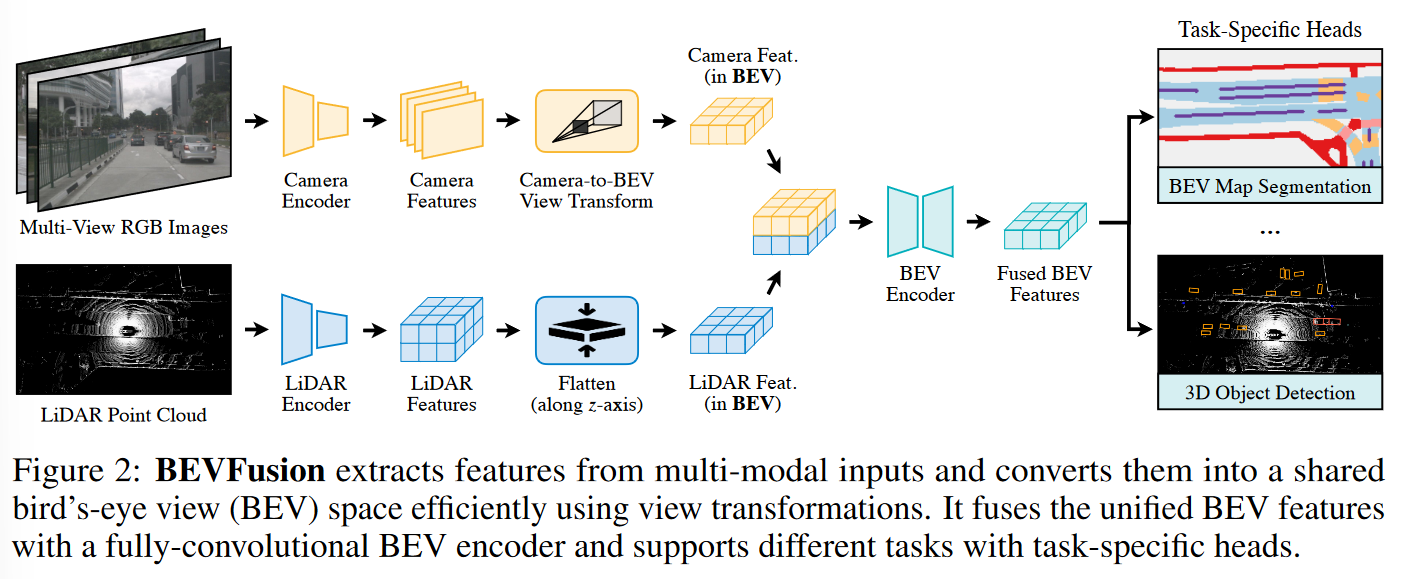 Task-Specific Heads
Camera Feat.
(in BEV)
Camera
Encoder
Camera
Features
Camera-to-BEV
View Transform
Multi-View RGB Images
BEV Map Segmentation
...
BEV
Encoder
Fused BEV
Features
LiDAR
Encoder
LiDAR
Features
Flatten
(along z-axis)
LiDAR Feat.
(in BEV)
LiDAR Point Cloud
3D Object Detection
Figure 2: BEVFusion extracts features from multi-modal inputs and converts them into a shared
bird's-eye view (BEV) space efficiently using view transformations. It fuses the unified BEV features
with a fully-convolutional BEV encoder and supports different tasks with task-specific heads.